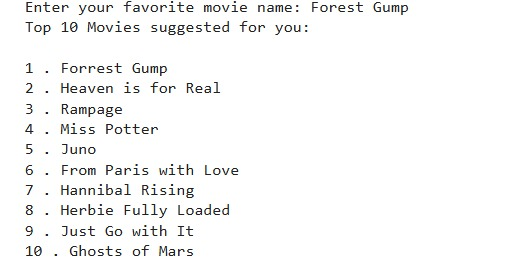 Enter your favorite movie name: Forest Gump
Top 10 Movies suggested for you:
1 . Forrest Gump
2 . Heaven is for Real
3 . Rampage
4 . Miss Potter
5 . Juno
6 . From Paris with Love
7 . Hannibal Rising
8 . Herbie Fully Loaded
9 . Just Go with It
10 . Ghosts of Mars